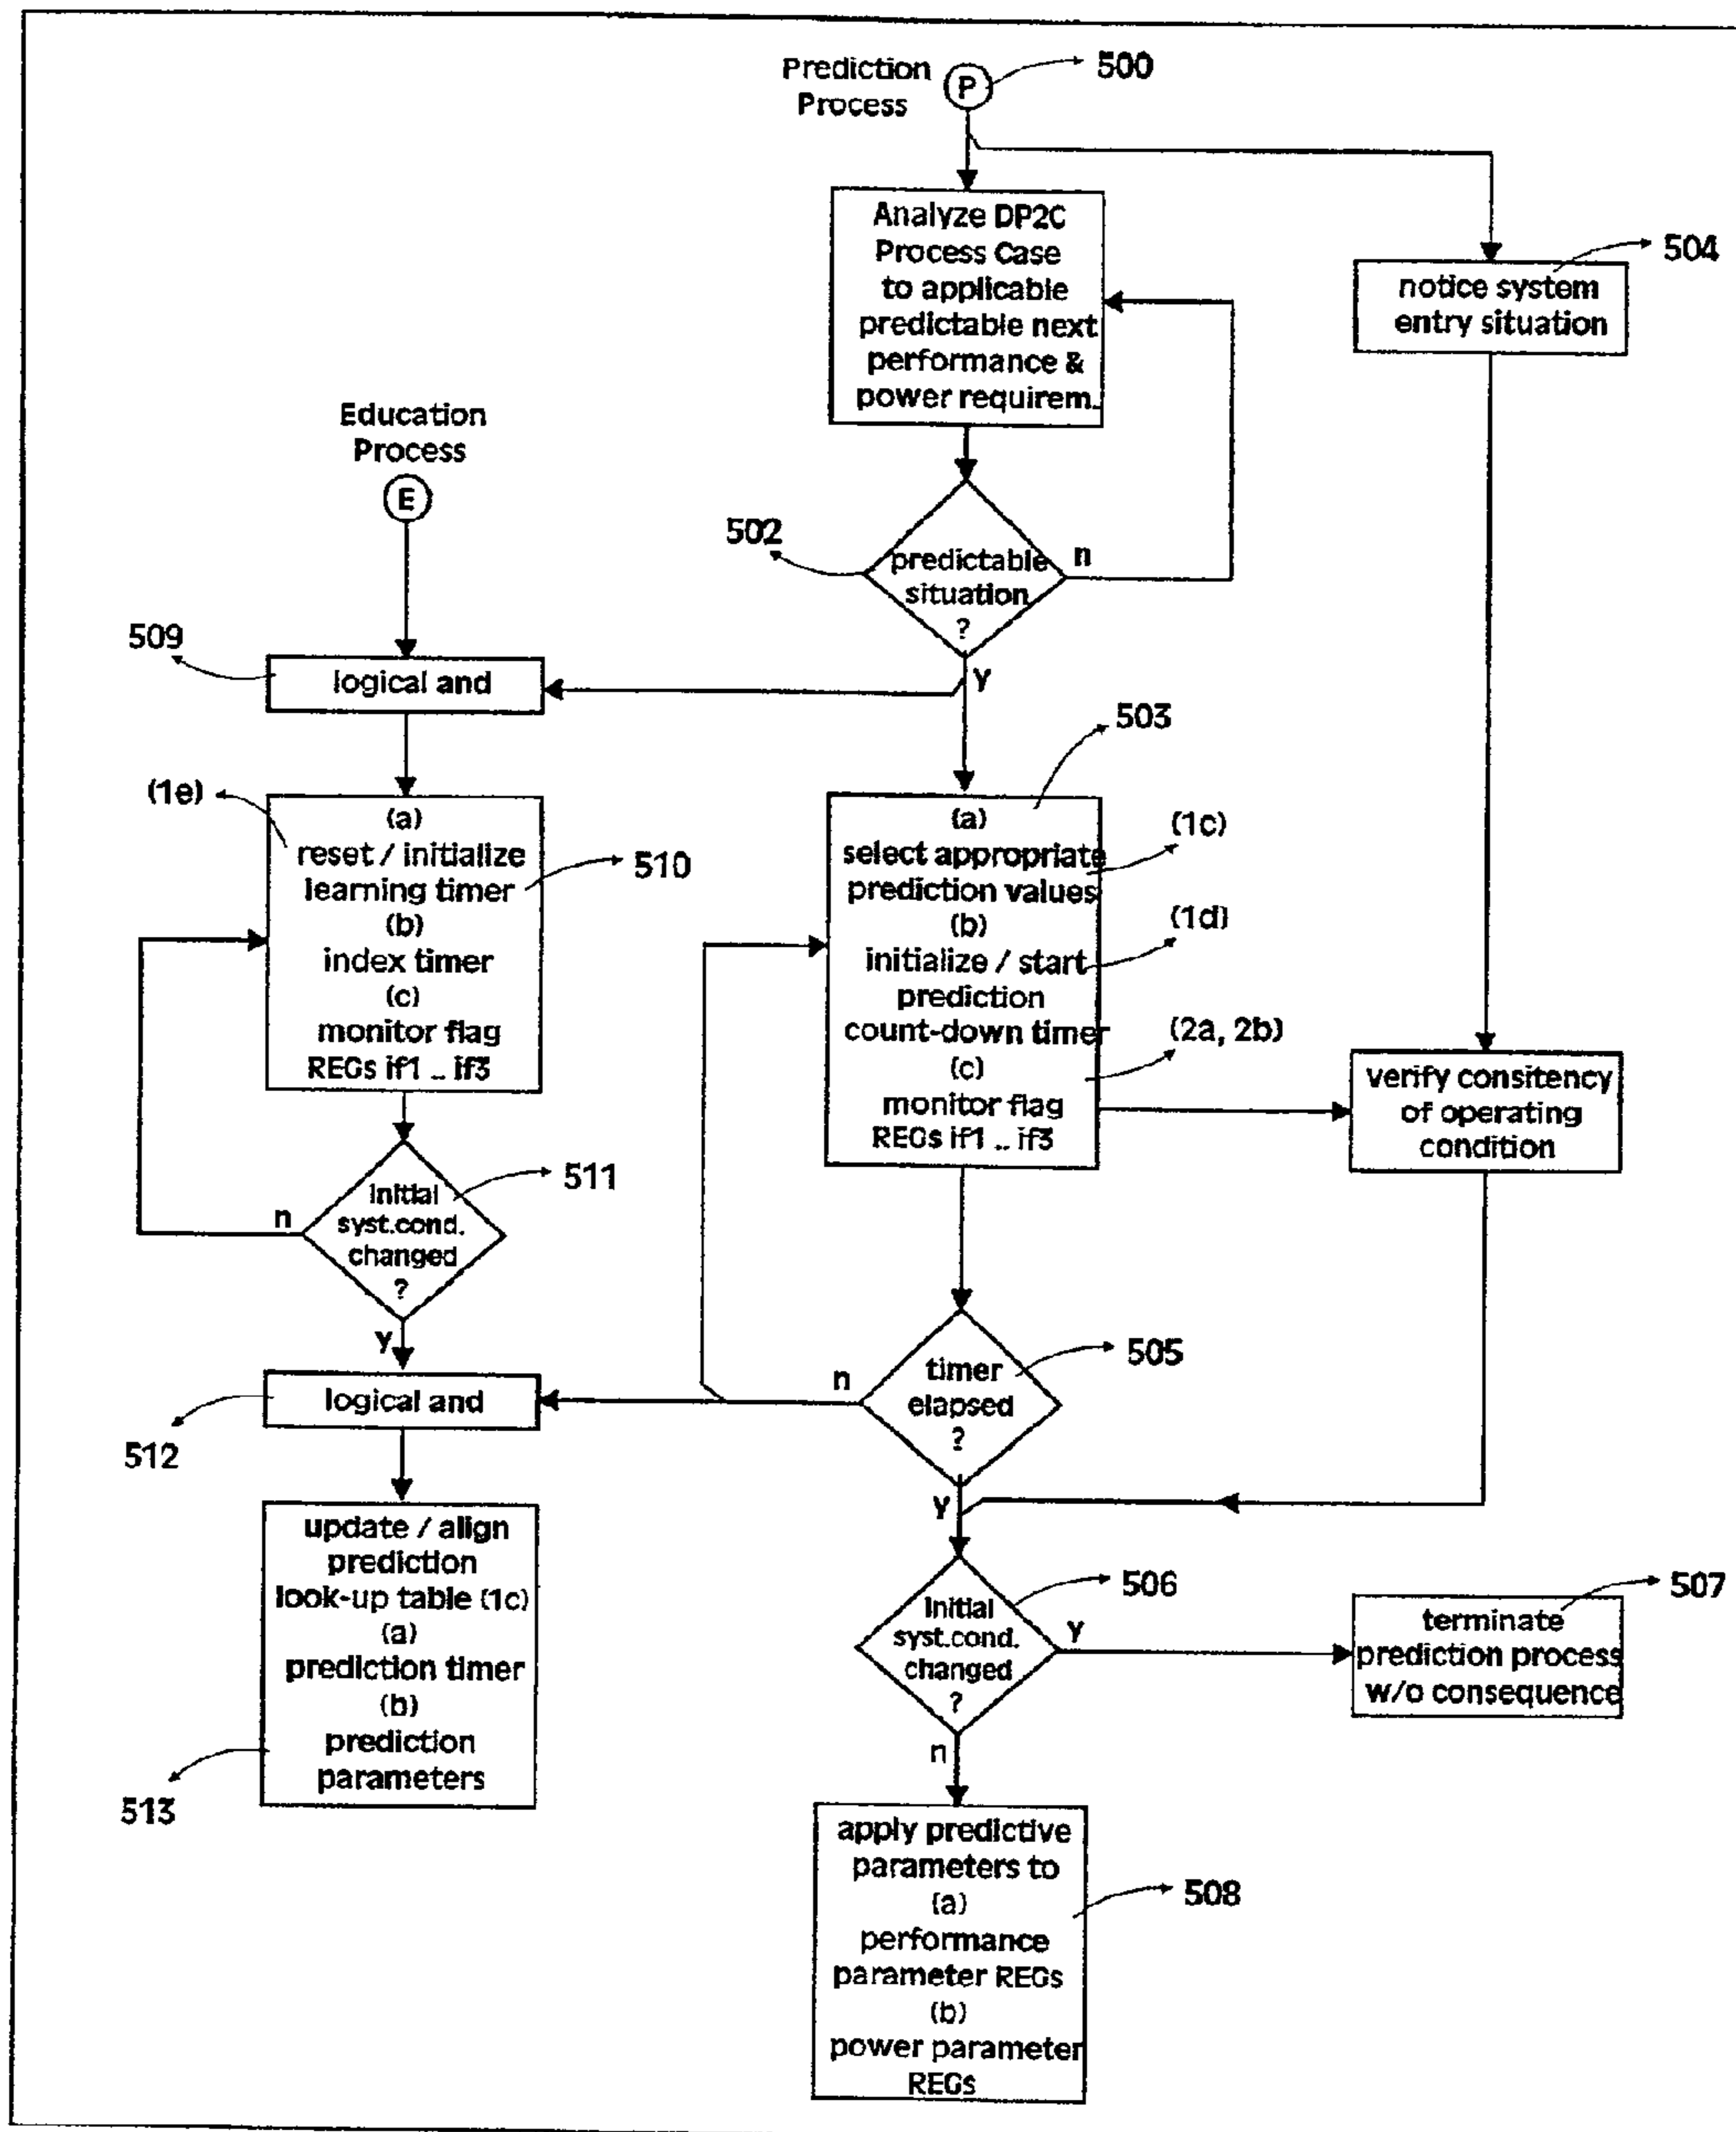 Prediction
Process
P
500
Analyze DP2C
Process Case
to applicable
predictable next
performance &
power requirem.
504
notice system
entry situation
Education
Process
E
502
predictable
situation
?
n
y
509
logical and
503
(1e)
(a)
reset / initialize
learning timer
(b)
index timer
(c)
monitor flag
REGs if1 .. if3
510
(a)
select appropriate
prediction values
(b)
initialize / start
prediction
count-down timer
(c)
monitor flag
REGs if1 .. if3
(1c)
(1d)
(2a, 2b)
verify consitency
of operating
condition
511
Initial
syst.cond.
changed
?
n
y
505
timer
elapsed
?
n
y
logical and
512
update / align
prediction
look-up table (1c)
(a)
prediction timer
(b)
prediction
parameters
513
506
Initial
syst.cond.
changed
?
y
n
507
terminate
prediction process
w/o consequence
apply predictive
parameters to
(a)
performance
parameter REGs
(b)
power parameter
REGs
508